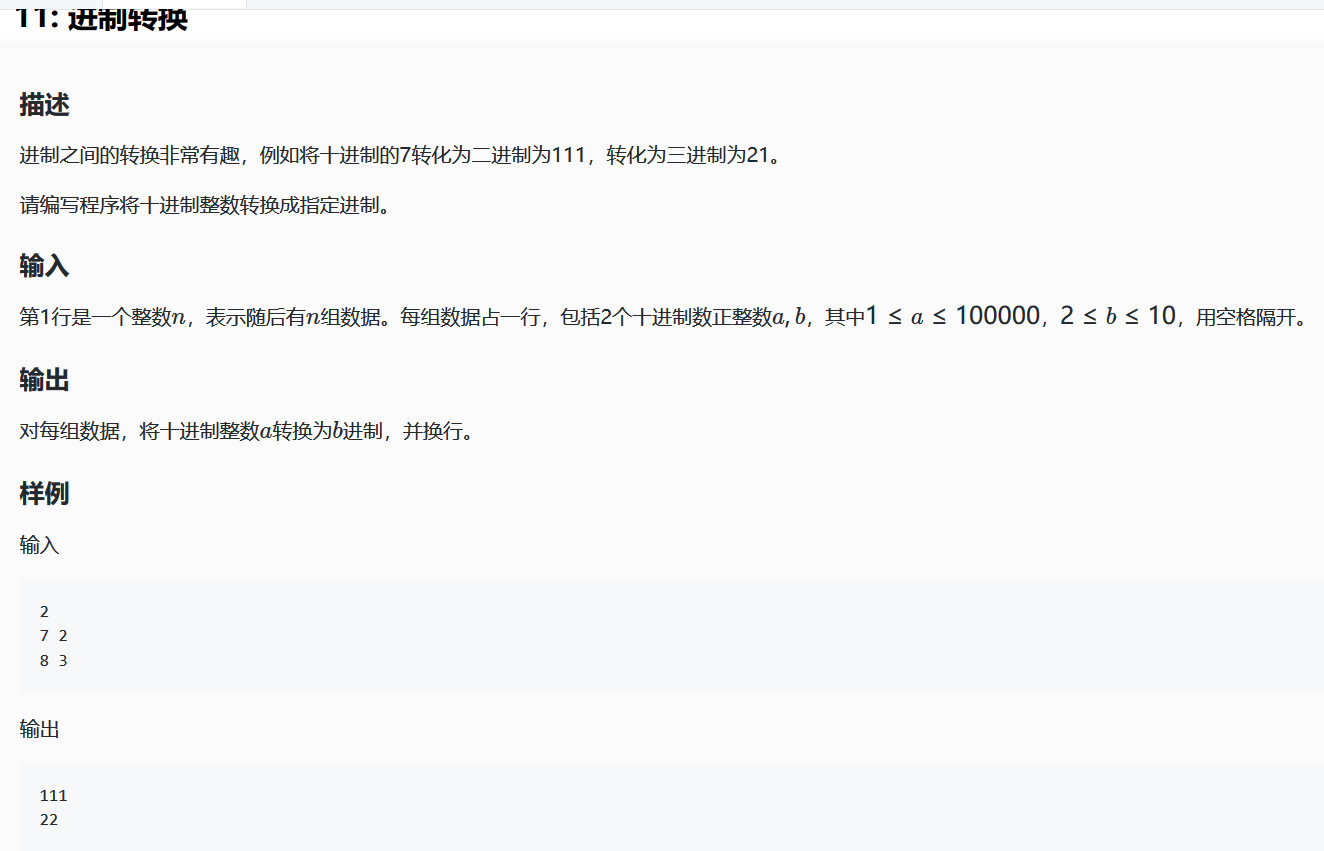 11: 进制转换
描述
进制之间的转换非常有趣，例如将十进制的7转化为二进制为111，转化为三进制为21。
请编写程序将十进制整数转换成指定进制。
输入
第1行是一个整数n，表示随后有n组数据。每组数据占一行，包括2个十进制数正整数a, b，其中1 ≤ a ≤ 100000，2 ≤ b ≤ 10，用空格隔开。
输出
对每组数据，将十进制整数a转换为b进制，并换行。
样例
输入
2
7 2
8 3
输出
111
22